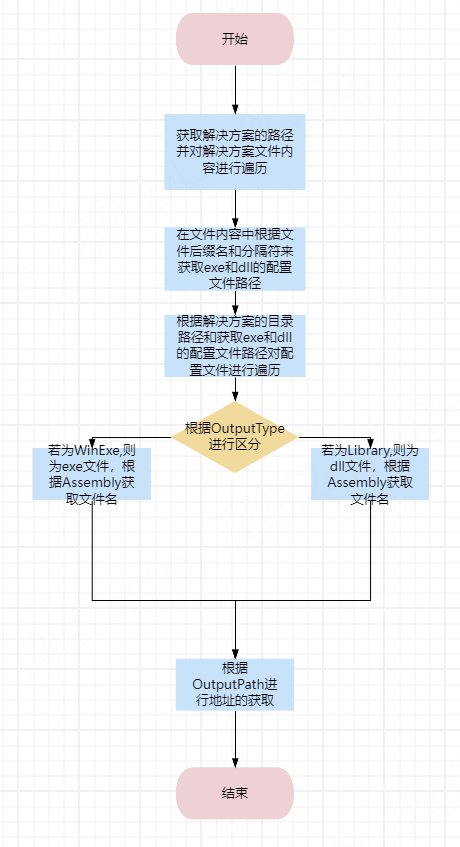 开始
获取解决方案的路径
并对解决方案文件内
容进行遍历
在文件内容中根据文
件后缀名和分隔符来
获取exe和dll的配置
文件路径
根据解决方案的目录
路径和获取exe和dll
的配置文件路径对配
置文件进行遍历
根据OutputType
进行区分
若为WinExe,则
为exe文件，根
据Assembly获
取文件名
若为Library,则为
dll文件，根据
Assembly获取
文件名
根据
OutputPath进
行地址的获取
结束